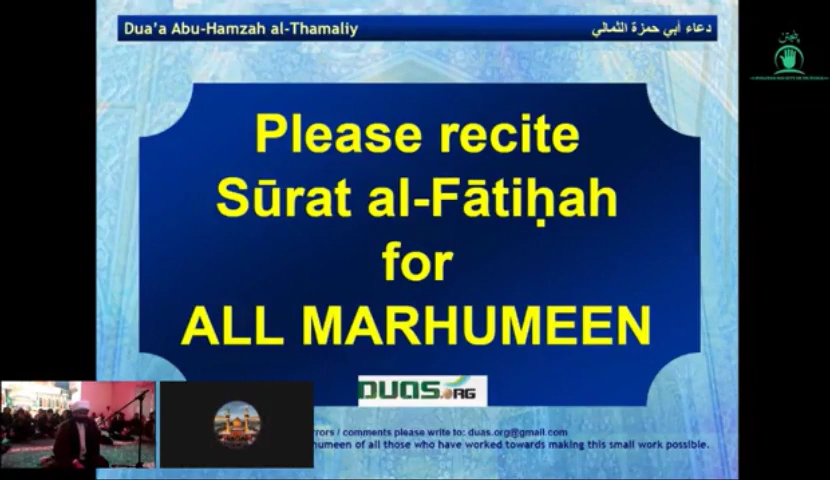 Dua'a Abu-Hamzah al-Thamaliy
دعاء أبي حمزة الثمالي
Please recite
Sūrat al-Fātiḥah
for
ALL MARHUMEEN
DUAS.ORG
rrors / comments please write to: duas.org@gmail.com
humeen of all those who have worked towards making this small work possible.